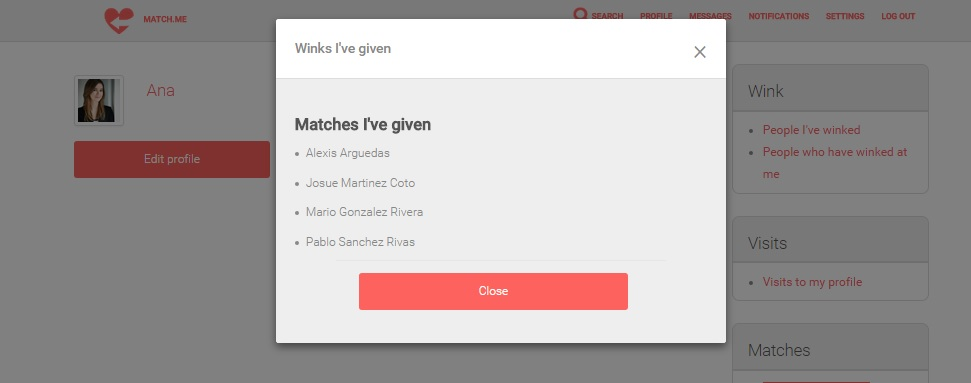 MATCH.ME
SEARCH PROFILE MESSAGES NOTIFICATIONS SETTINGS LOG OUT
Ana
Edit profile
Winks I've given
Matches I've given
Alexis Arguedas
Josue Martinez Coto
Mario Gonzalez Rivera
Pablo Sanchez Rivas
Close
Wink
People I've winked
People who have winked at
me
Visits
Visits to my profile
Matches